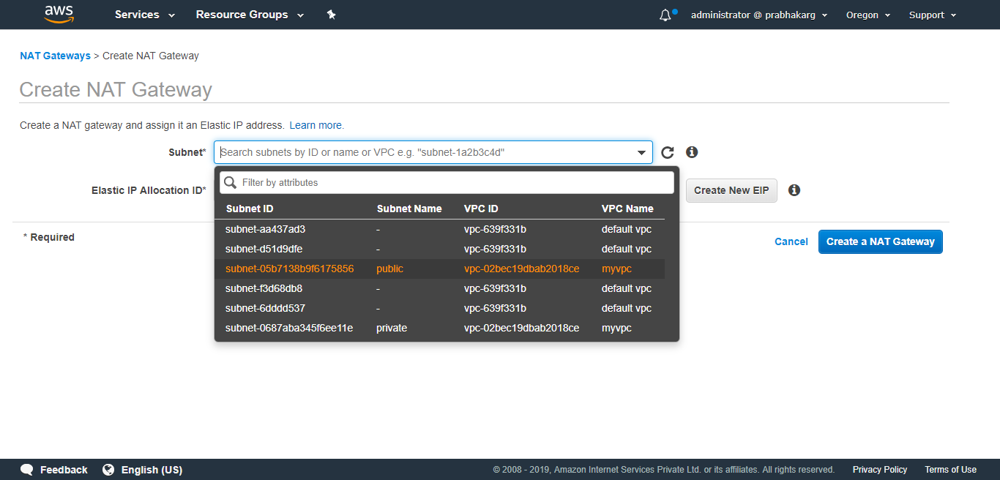 aws Services Resource Groups administrator @ prabhakarg Oregon Support
NAT Gateways > Create NAT Gateway
Create NAT Gateway
Create a NAT gateway and assign it an Elastic IP address. Learn more.
Subnet* Search subnets by ID or name or VPC e.g. "subnet-1a2b3c4d"
Filter by attributes
Elastic IP Allocation ID* Create New EIP
Subnet ID Subnet Name VPC ID VPC Name
subnet-aa437ad3 - vpc-639f331b default vpc
subnet-d51d9dfe - vpc-639f331b default vpc
subnet-05b7138b9f6175856 public vpc-02bec19dbab2018ce myvpc
subnet-f3d68db8 - vpc-639f331b default vpc
subnet-6dddd537 - vpc-639f331b default vpc
subnet-0687aba345f6ee11e private vpc-02bec19dbab2018ce myvpc
* Required
Cancel Create a NAT Gateway
Feedback English (US) © 2008 - 2019, Amazon Internet Services Private Ltd. or its affiliates. All rights reserved. Privacy Policy Terms of Use